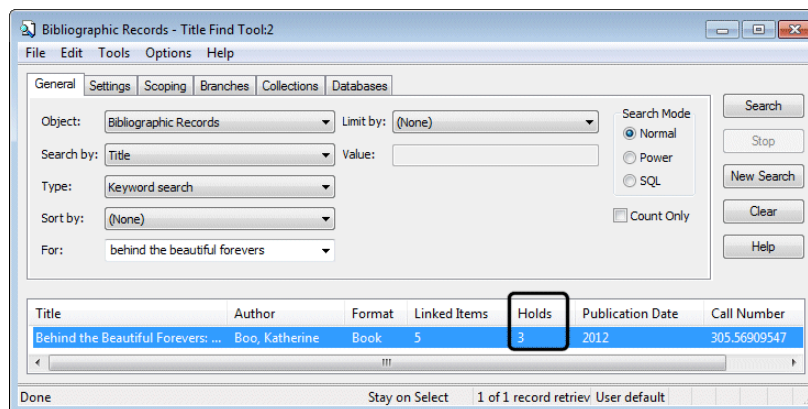 Bibliographic Records - Title Find Tool:2
File Edit Tools Options Help
General Settings Scoping Branches Collections Databases
Object: Bibliographic Records Limit by: (None)
Search by: Title Value:
Type: Keyword search
Sort by: (None)
For: behind the beautiful forevers
Search Mode
Normal
Power
SQL
Count Only
Search
Stop
New Search
Clear
Help
Title Author Format Linked Items Holds Publication Date Call Number
Behind the Beautiful Forevers: ... Boo, Katherine Book 5 3 2012 305.56909547
Done Stay on Select 1 of 1 record retriev User default